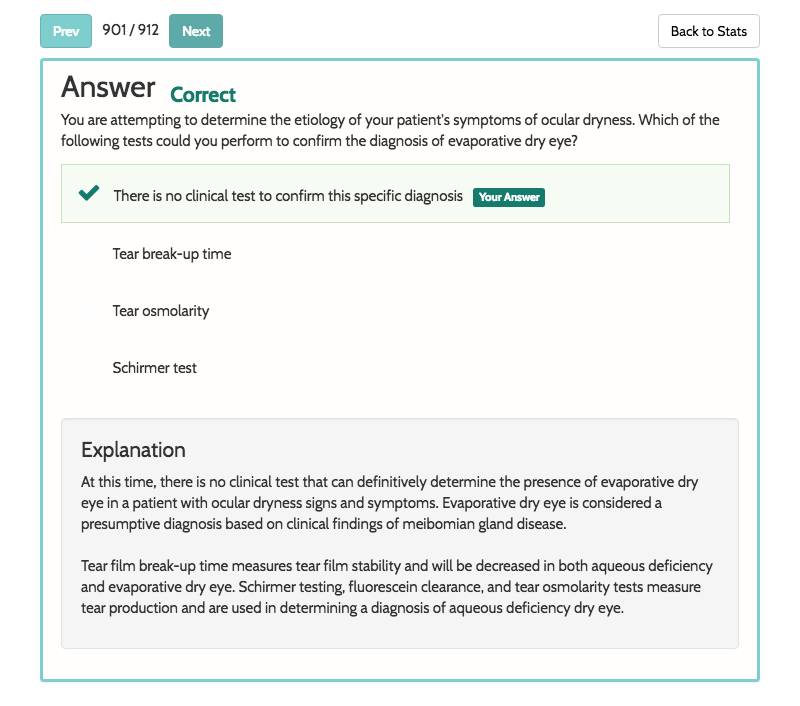 Prev 901 / 912 Next Back to Stats
Answer Correct
You are attempting to determine the etiology of your patient's symptoms of ocular dryness. Which of the
following tests could you perform to confirm the diagnosis of evaporative dry eye?
There is no clinical test to confirm this specific diagnosis Your Answer
Tear break-up time
Tear osmolarity
Schirmer test
Explanation
At this time, there is no clinical test that can definitively determine the presence of evaporative dry
eye in a patient with ocular dryness signs and symptoms. Evaporative dry eye is considered a
presumptive diagnosis based on clinical findings of meibomian gland disease.
Tear film break-up time measures tear film stability and will be decreased in both aqueous deficiency
and evaporative dry eye. Schirmer testing, fluorescein clearance, and tear osmolarity tests measure
tear production and are used in determining a diagnosis of aqueous deficiency dry eye.